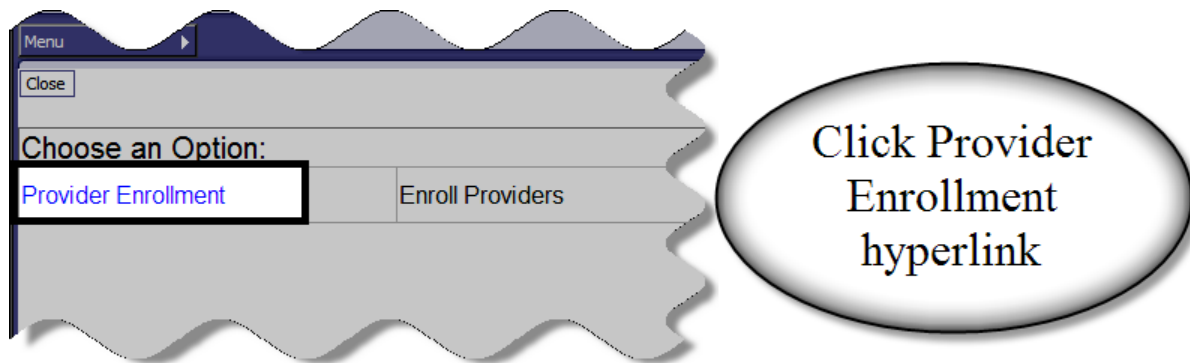 Menu
Close
Choose an Option:
Provider Enrollment
Enroll Providers
Click Provider
Enrollment
hyperlink